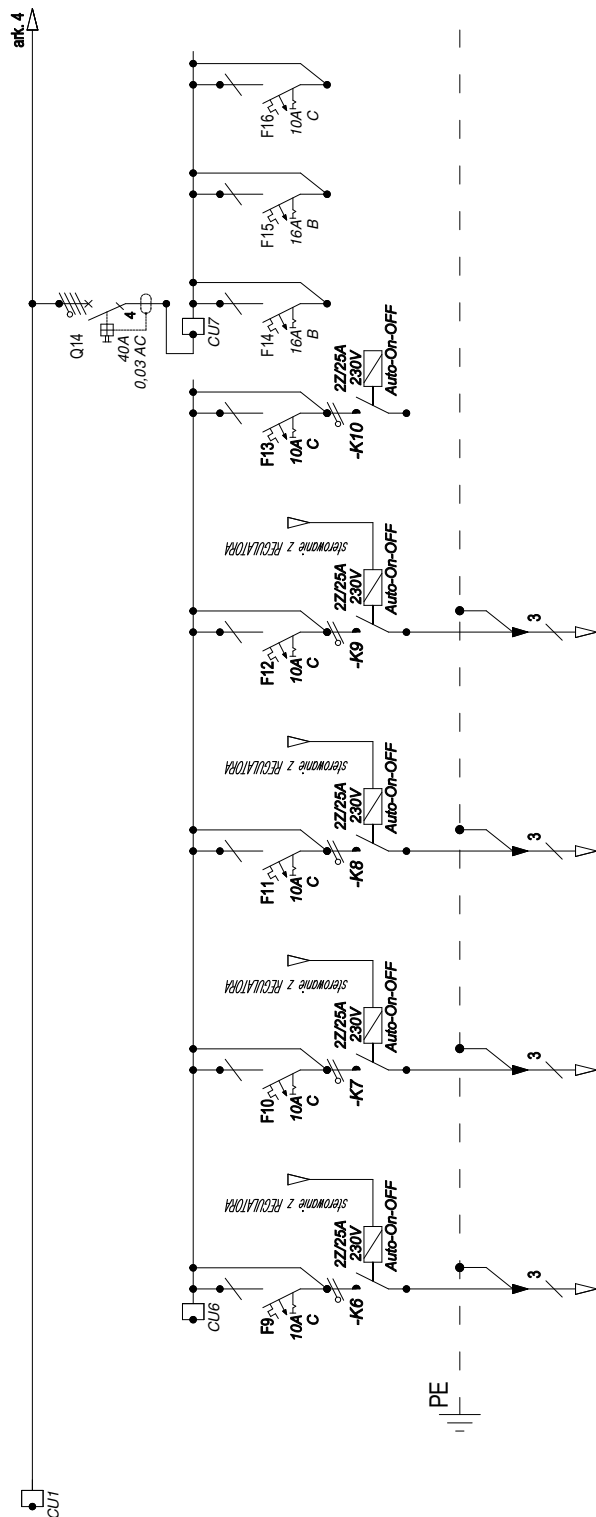 ark. 4
CU1
Q14
4
40A
0,03 AC
CU7
F16
10A
C
F15
16A
B
F14
16A
B
F13
10A
C
-K10
2Z/25A
230V
Auto-On-OFF
sterowanie z REGULATORA
F12
10A
C
-K9
2Z/25A
230V
Auto-On-OFF
3
sterowanie z REGULATORA
F11
10A
C
-K8
2Z/25A
230V
Auto-On-OFF
3
sterowanie z REGULATORA
F10
10A
C
-K7
2Z/25A
230V
Auto-On-OFF
3
sterowanie z REGULATORA
CU6
F9
10A
C
-K6
2Z/25A
230V
Auto-On-OFF
3
PE